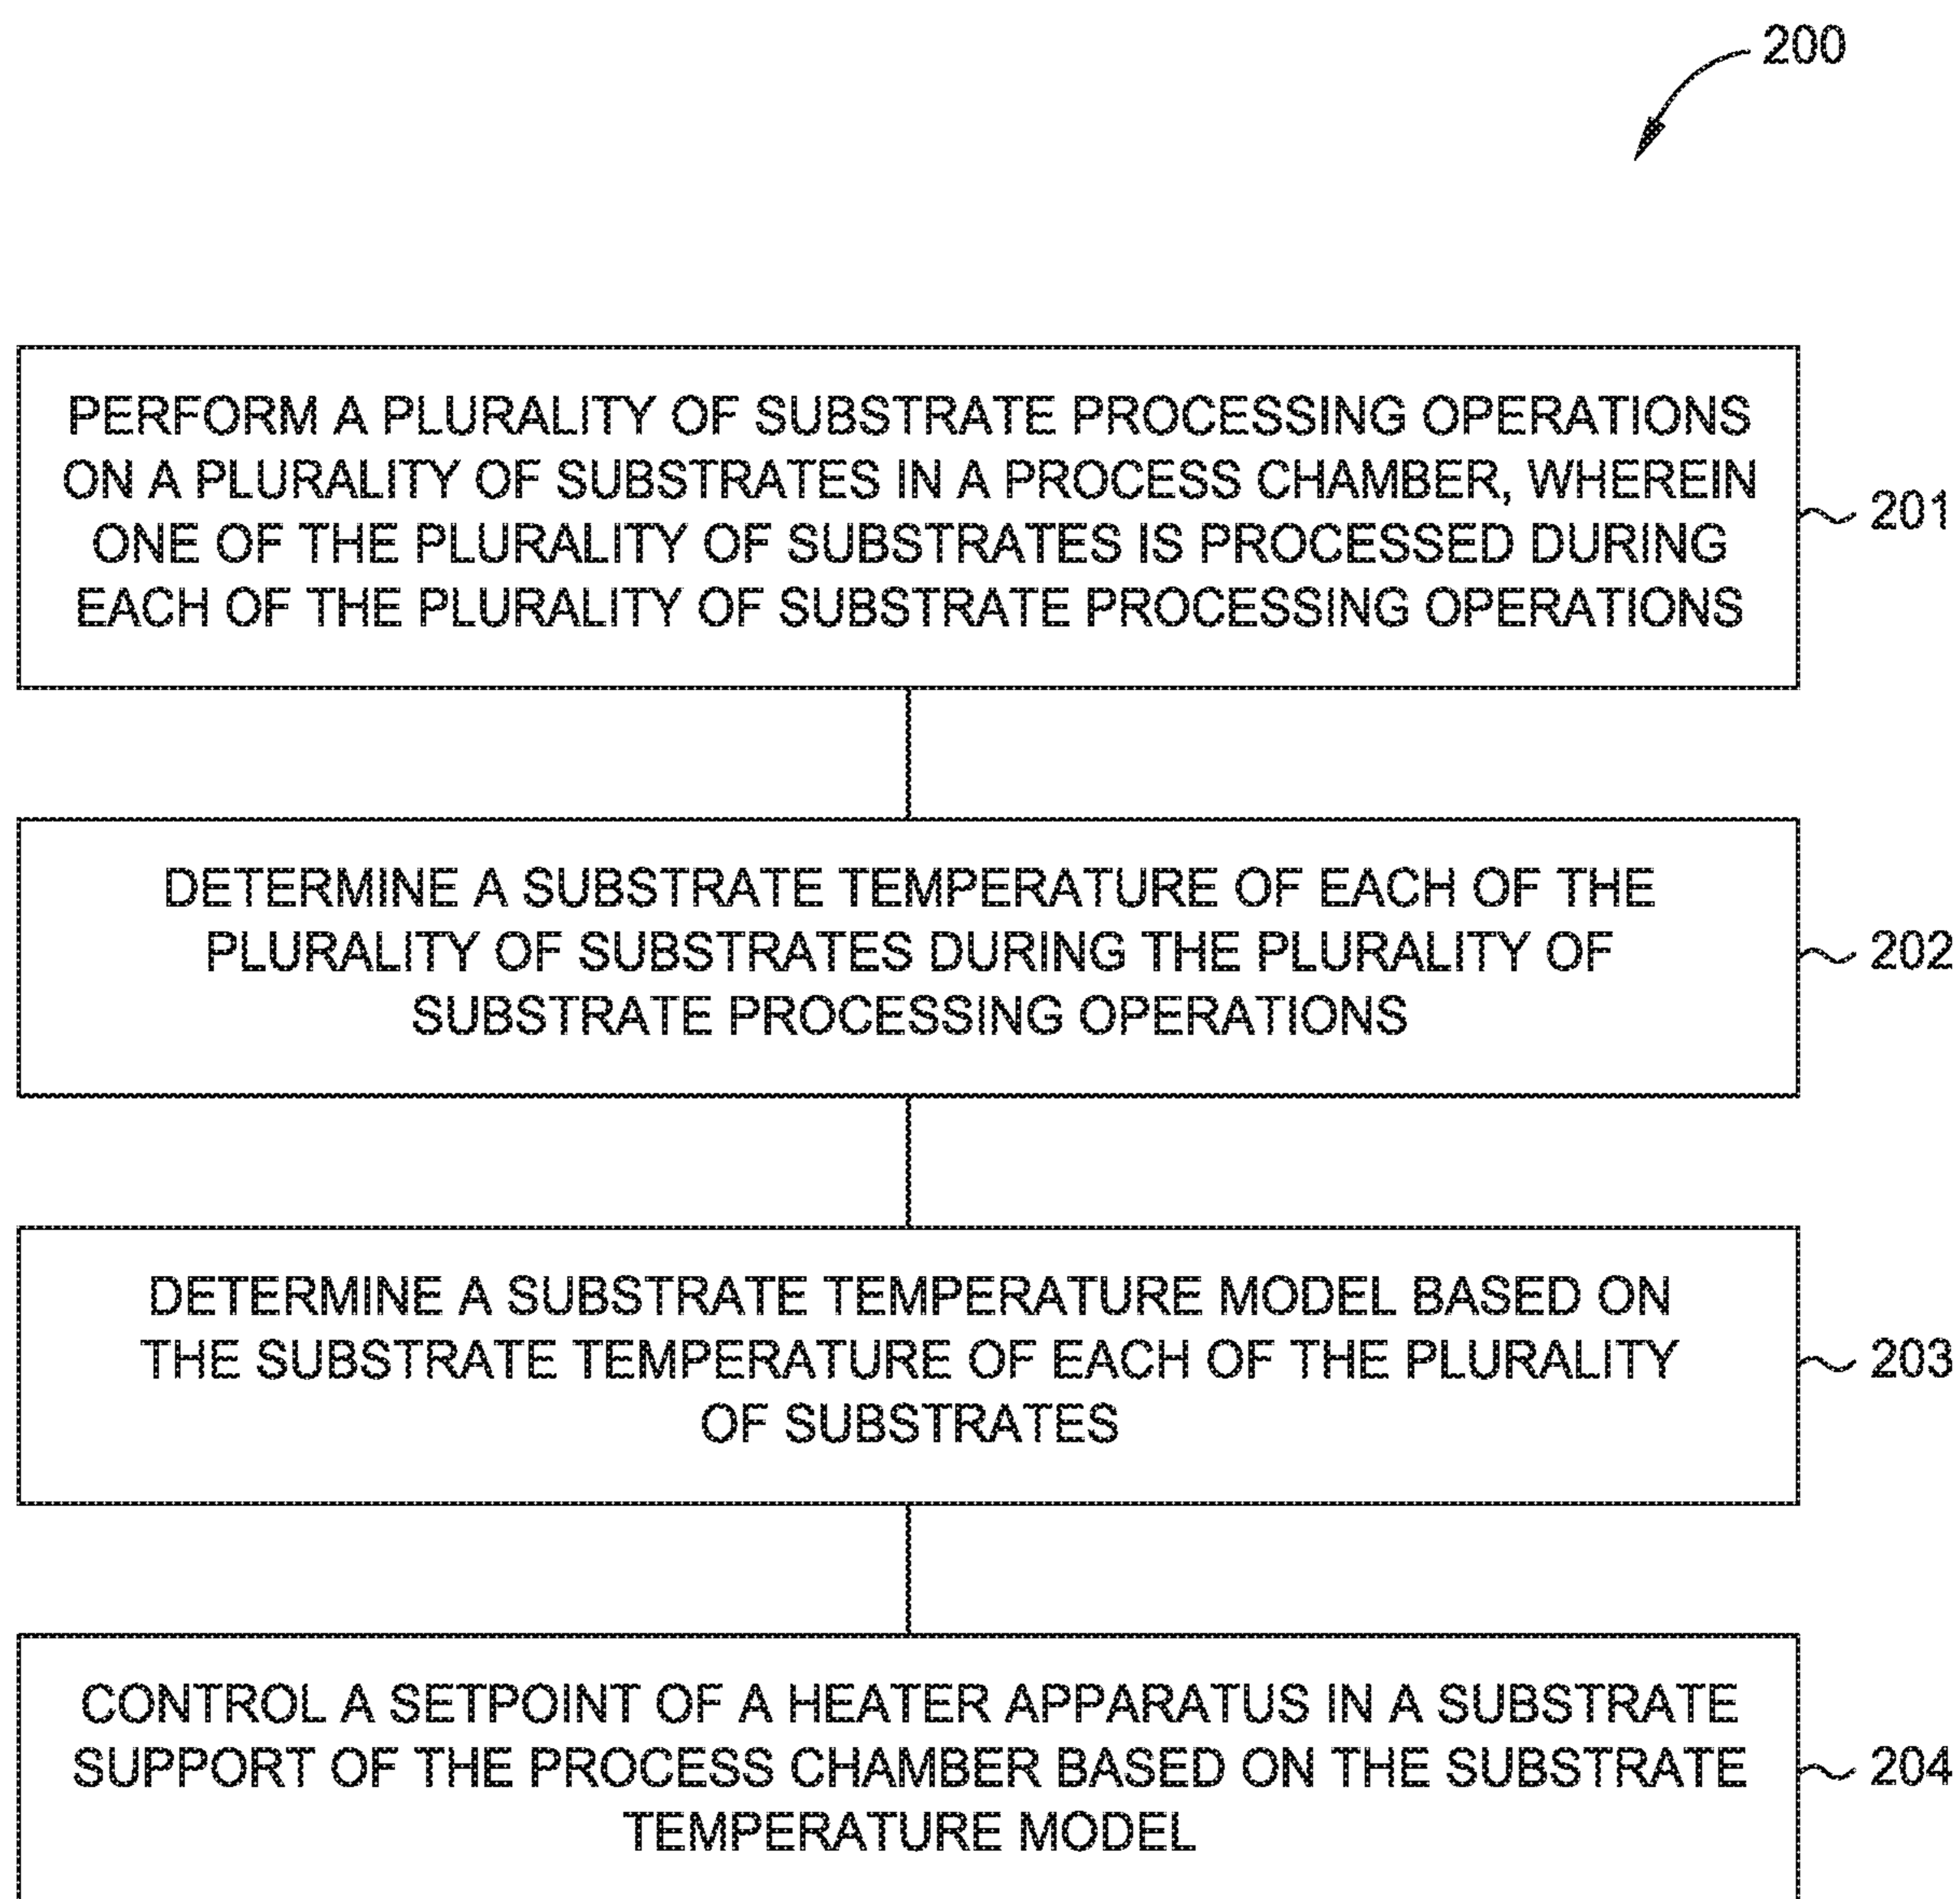 200
PERFORM A PLURALITY OF SUBSTRATE PROCESSING OPERATIONS
ON A PLURALITY OF SUBSTRATES IN A PROCESS CHAMBER, WHEREIN
ONE OF THE PLURALITY OF SUBSTRATES IS PROCESSED DURING
EACH OF THE PLURALITY OF SUBSTRATE PROCESSING OPERATIONS
201
DETERMINE A SUBSTRATE TEMPERATURE OF EACH OF THE
PLURALITY OF SUBSTRATES DURING THE PLURALITY OF
SUBSTRATE PROCESSING OPERATIONS
202
DETERMINE A SUBSTRATE TEMPERATURE MODEL BASED ON
THE SUBSTRATE TEMPERATURE OF EACH OF THE PLURALITY
OF SUBSTRATES
203
CONTROL A SETPOINT OF A HEATER APPARATUS IN A SUBSTRATE
SUPPORT OF THE PROCESS CHAMBER BASED ON THE SUBSTRATE
TEMPERATURE MODEL
204